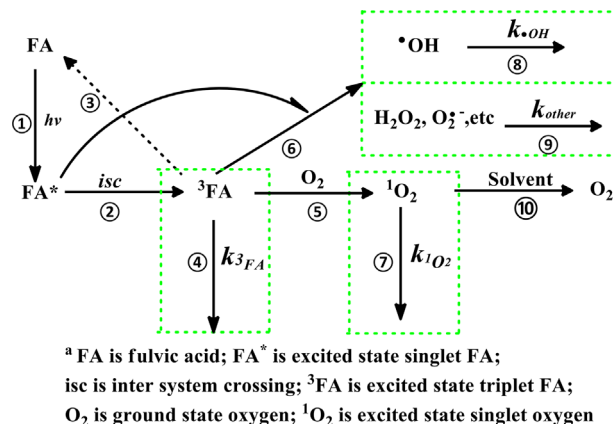 FA
①
hν
③
FA*
isc
②
³FA
O₂
⑤
¹O₂
Solvent
⑩
O₂
④
k³FA
⑦
k¹O₂
⑥
•OH
k•OH
⑧
H₂O₂, O₂•⁻,etc
kother
⑨
ᵃ FA is fulvic acid; FA* is excited state singlet FA;
isc is inter system crossing; ³FA is excited state triplet FA;
O₂ is ground state oxygen; ¹O₂ is excited state singlet oxygen